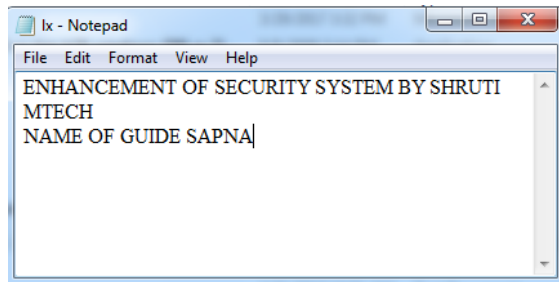 lx - Notepad
File Edit Format View Help
ENHANCEMENT OF SECURITY SYSTEM BY SHRUTI
MTECH
NAME OF GUIDE SAPNA